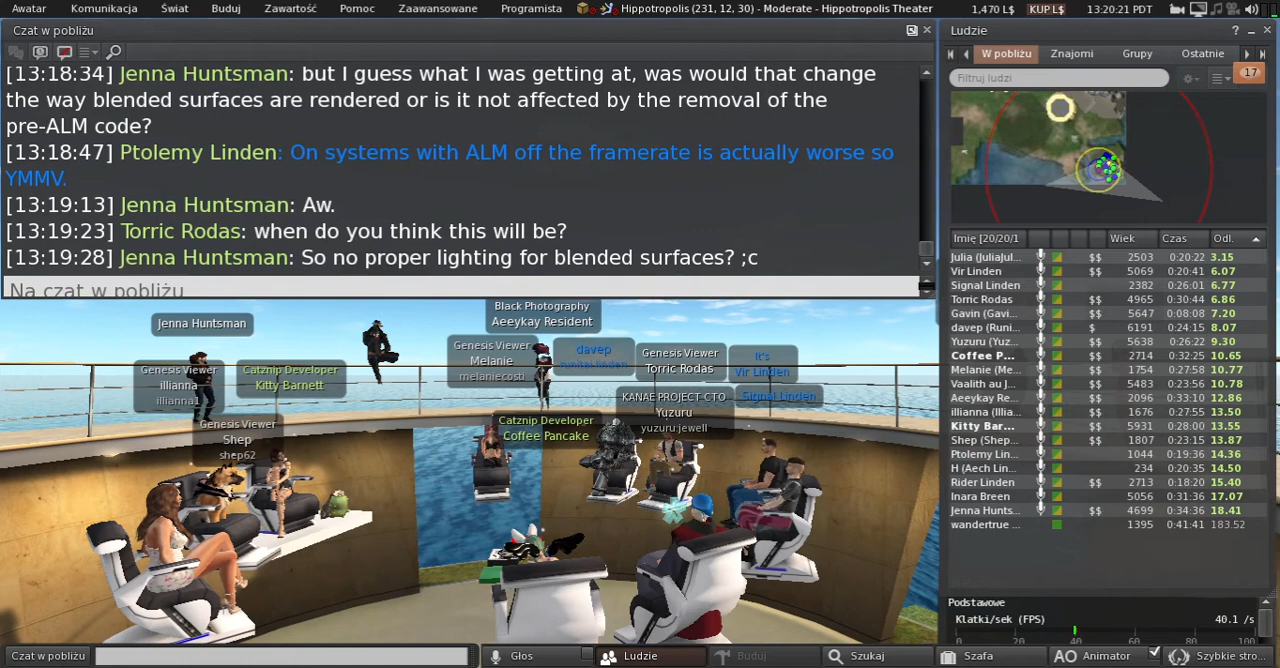 Awatar Komunikacja Świat Buduj Zawartość Pomoc Zaawansowane Programista Hippotropolis (231, 12, 30) - Moderate - Hippotropolis Theater 1,470 L$ KUP L$ 13:20:21 PDT
Czat w pobliżu
[13:18:34] Jenna Huntsman: but I guess what I was getting at, was would that change
the way blended surfaces are rendered or is it not affected by the removal of the
pre-ALM code?
[13:18:47] Ptolemy Linden: On systems with ALM off the framerate is actually worse so
YMMV.
[13:19:13] Jenna Huntsman: Aw.
[13:19:23] Torric Rodas: when do you think this will be?
[13:19:28] Jenna Huntsman: So no proper lighting for blended surfaces? ;c
Na czat w pobliżu
Ludzie
W pobliżu Znajomi Grupy Ostatnie
Filtruj ludzi
17
Imię [20/20/1 Wiek Czas Odl.
Julia (JuliaJul... $$ 2503 0:20:22 3.15
Vir Linden $$ 5069 0:20:41 6.07
Signal Linden 2382 0:26:01 6.77
Torric Rodas $$ 4965 0:30:44 6.86
Gavin (Gavi... $$ 5647 0:08:08 7.20
davep (Runi... $ 6191 0:24:15 8.07
Yuzuru (Yuz... $$ 5638 0:26:22 9.30
Coffee P... $ 2714 0:32:25 10.65
Melanie (Me... $ 1754 0:27:58 10.77
Vaalith au J... $$ 5483 0:23:56 10.78
Aeeykay Re... $ 2096 0:33:10 12.86
illianna (Illia... $$ 1676 0:27:55 13.50
Kitty Bar... $$ 5931 0:28:00 13.55
Shep (Shep... $$ 1807 0:23:15 13.87
Ptolemy Lin... 1044 0:19:36 14.36
H (Aech Lin... 234 0:20:35 14.50
Rider Linden $$ 2713 0:18:20 15.40
Inara Breen 5056 0:31:36 17.07
Jenna Hunts... $$ 4699 0:34:36 18.41
wandertrue ... 1395 0:41:41 183.52
Podstawowe
Klatki/sek (FPS) 40.1 /s
0 20 40 60 80 100
Jenna Huntsman
Black Photography
Aeeykay Resident
Genesis Viewer
illianna
illianna1
Catznip Developer
Kitty Barnett
Genesis Viewer
Melanie
melaniecosti
davep
runitai linden
Genesis Viewer
Torric Rodas
It's
Vir Linden
Signal Linden
KANAE PROJECT CTO
Yuzuru
yuzuru:jewell
Genesis Viewer
Shep
shep62
Catznip Developer
Coffee Pancake
Czat w pobliżu Głos Ludzie Buduj Szukaj Szafa AO Animator Szybkie stro...